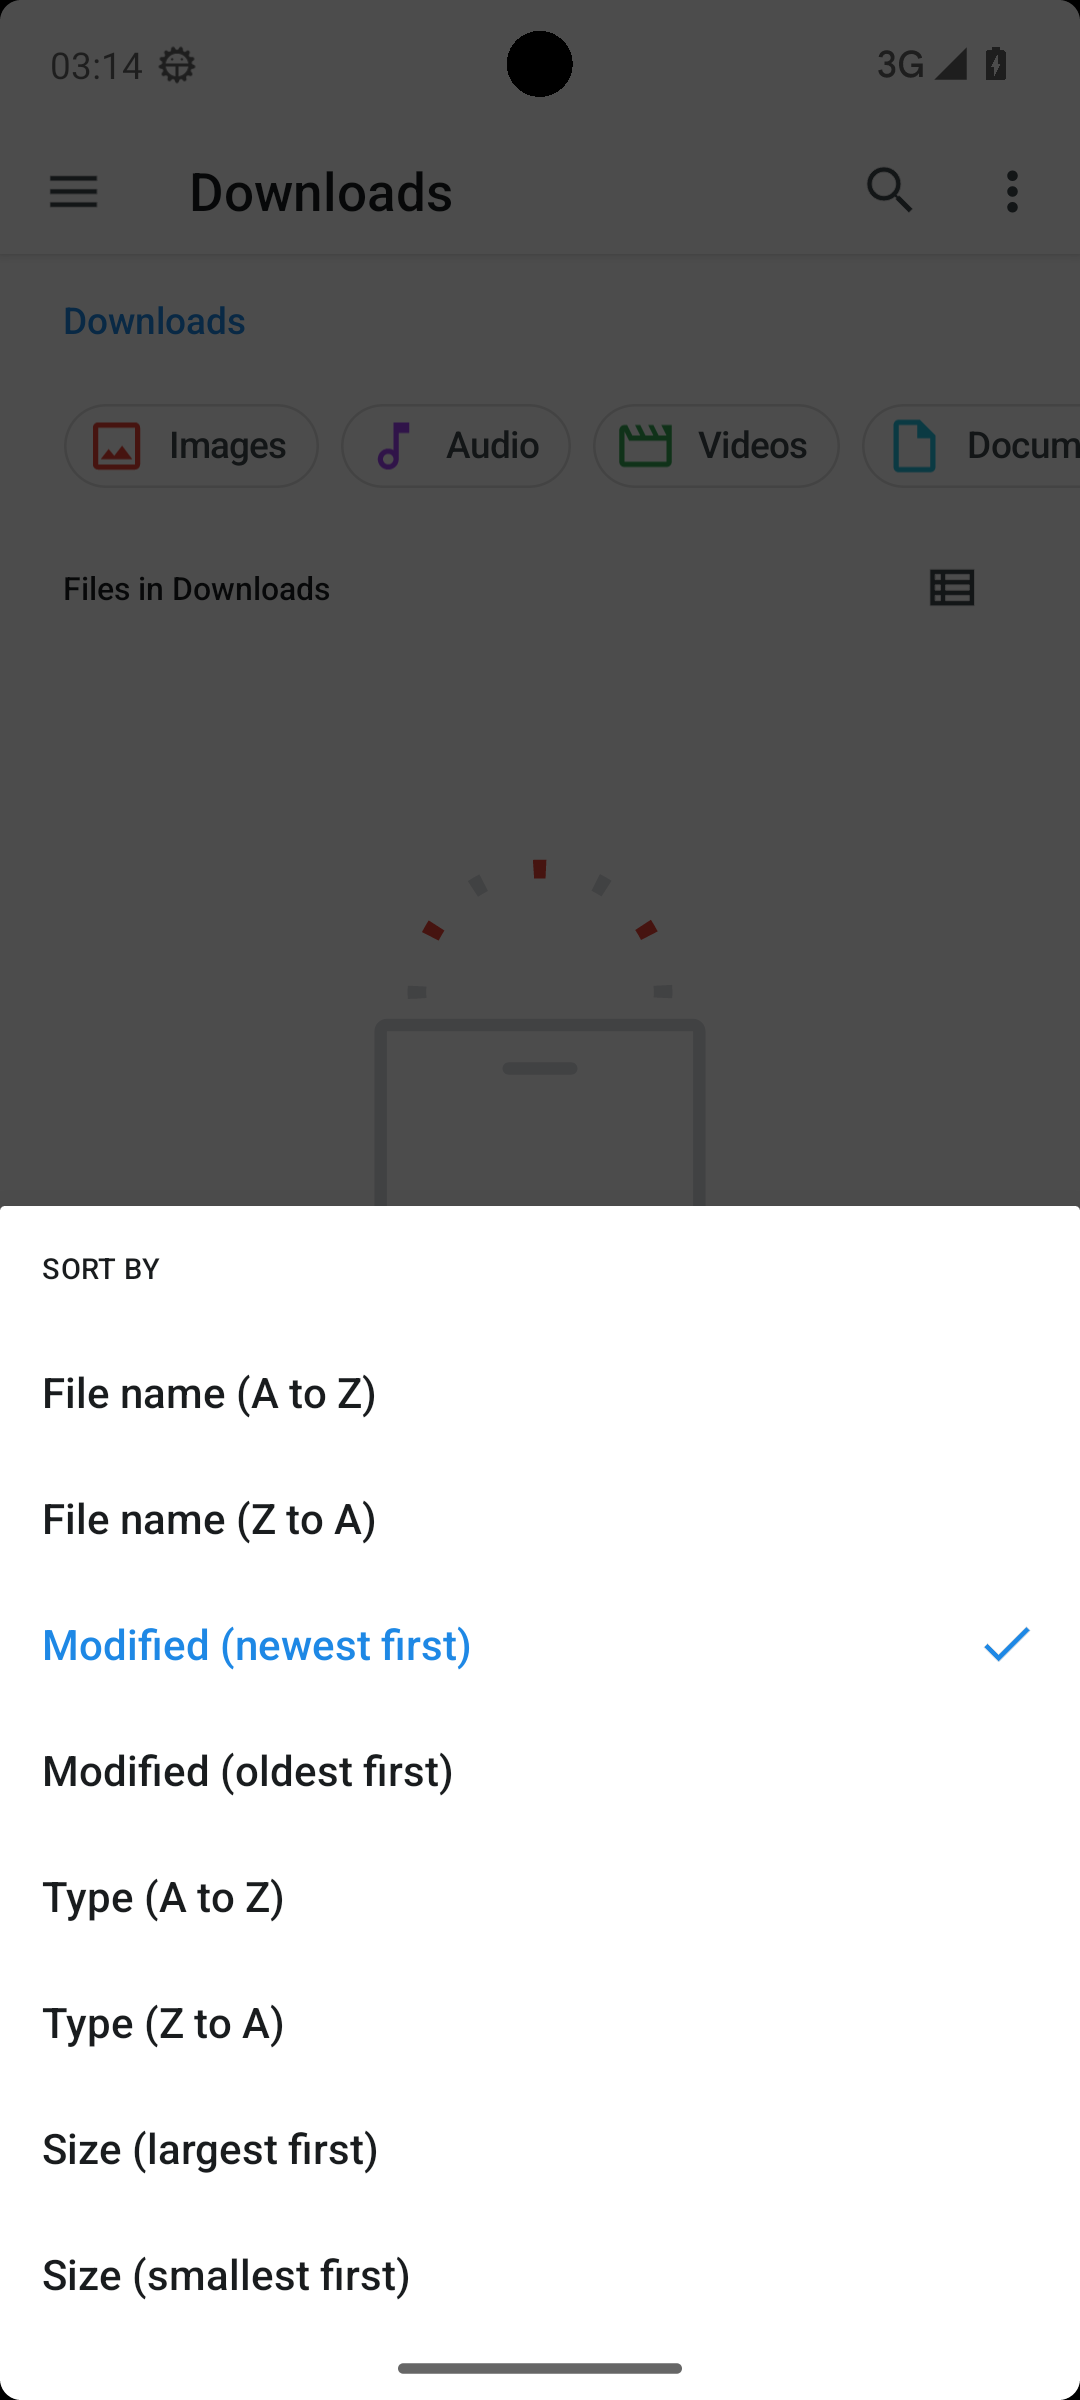 03:14
3G
Downloads
Downloads
Images
Audio
Videos
Docum
Files in Downloads
SORT BY
File name (A to Z)
File name (Z to A)
Modified (newest first)
Modified (oldest first)
Type (A to Z)
Type (Z to A)
Size (largest first)
Size (smallest first)